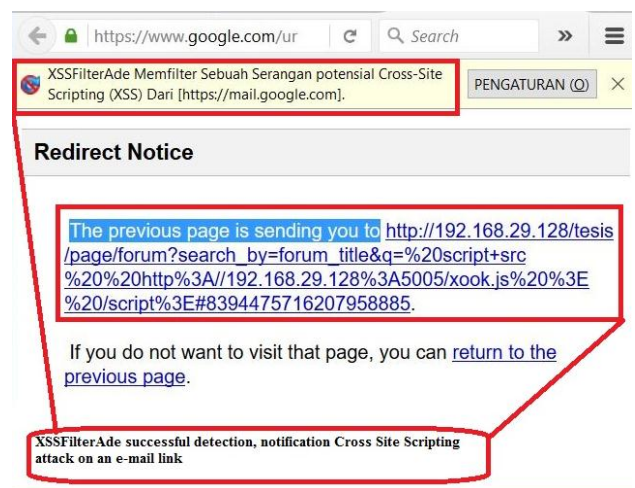 https://www.google.com/ur
Search
XSSFilterAde Memfilter Sebuah Serangan potensial Cross-Site
Scripting (XSS) Dari [https://mail.google.com].
PENGATURAN (O)
Redirect Notice
The previous page is sending you to http://192.168.29.128/tesis
/page/forum?search_by=forum_title&q=%20script+src
%20%20http%3A//192.168.29.128%3A5005/xook.js%20%3E
%20/script%3E#8394475716207958885.
If you do not want to visit that page, you can return to the
previous page.
XSSFilterAde successful detection, notification Cross Site Scripting
attack on an e-mail link